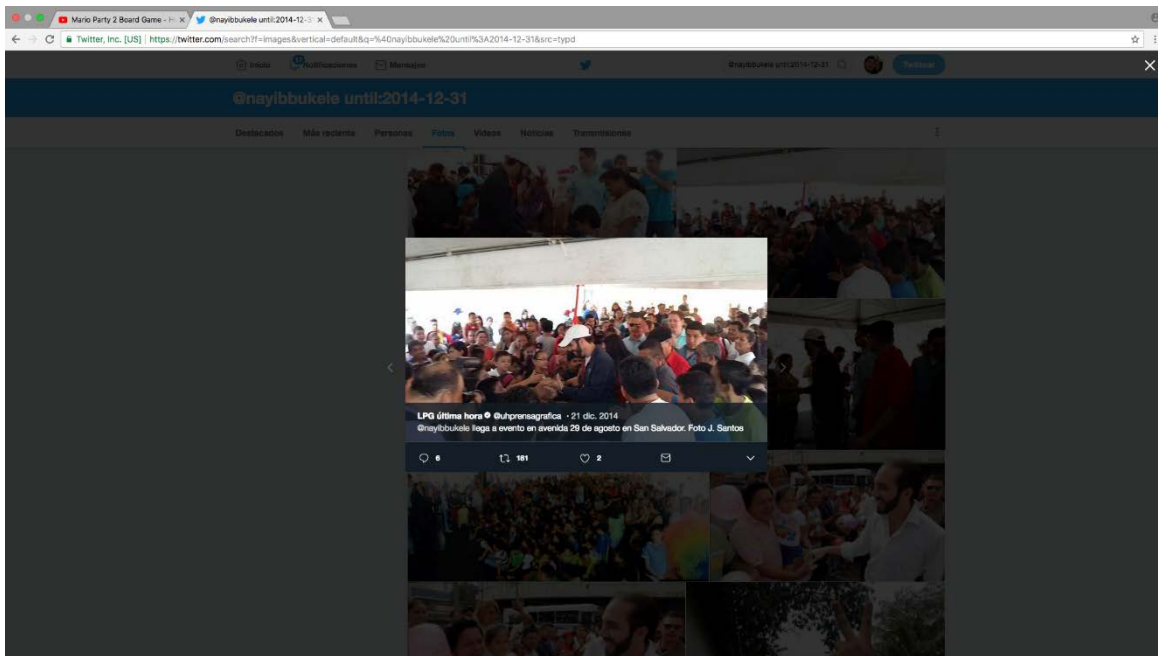 Mario Party 2 Board Game - H
@nayibbukele until:2014-12-3
Twitter, Inc. [US] | https://twitter.com/search?f=images&vertical=default&q=%40nayibbukele%20until%3A2014-12-31&src=typd
Inicio Notificaciones Mensajes @nayibbukele until:2014-12-31 Twittear
@nayibbukele until:2014-12-31
Destacados Más reciente Personas Fotos Videos Noticias Transmisiones
LPG última hora @uhprensagrafica · 21 dic. 2014
@nayibbukele llega a evento en avenida 29 de agosto en San Salvador. Foto J. Santos
6 181 2